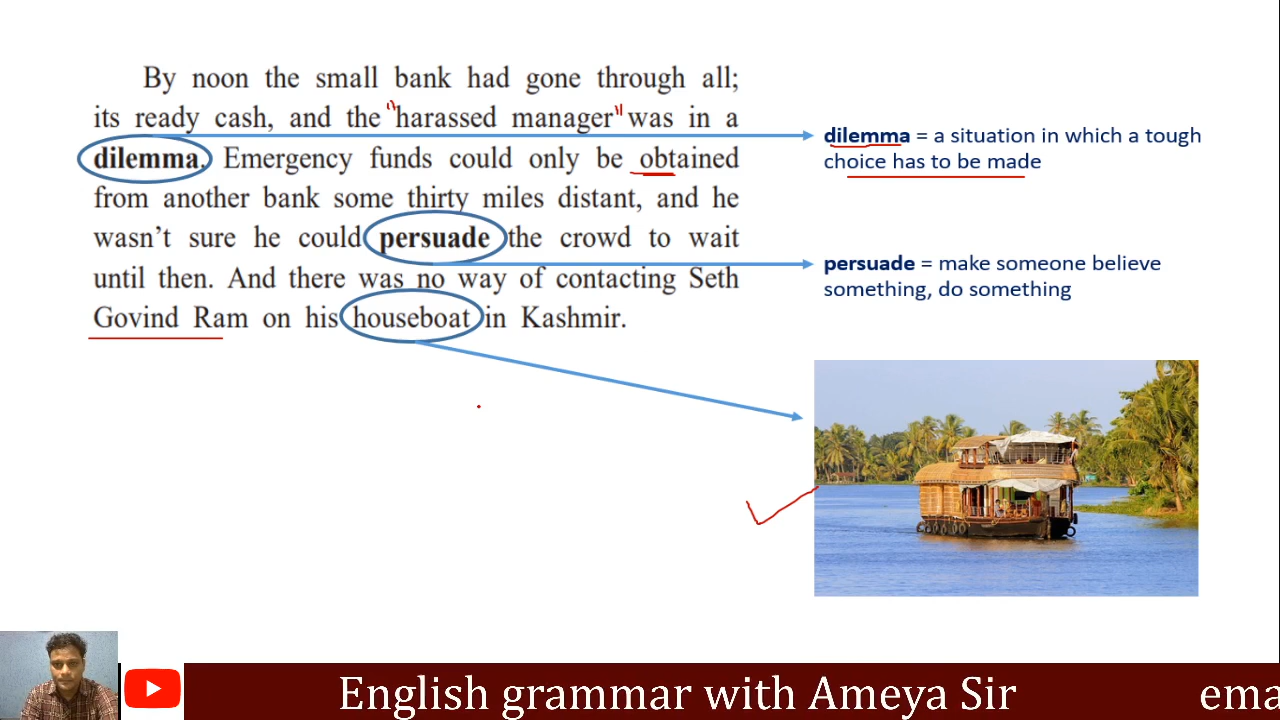 By noon the small bank had gone through all;
its ready cash, and the "harassed manager" was in a
dilemma. Emergency funds could only be obtained
from another bank some thirty miles distant, and he
wasn't sure he could persuade the crowd to wait
until then. And there was no way of contacting Seth
Govind Ram on his houseboat in Kashmir.
dilemma = a situation in which a tough
choice has to be made
persuade = make someone believe
something, do something
English grammar with Ameya Sir
ema